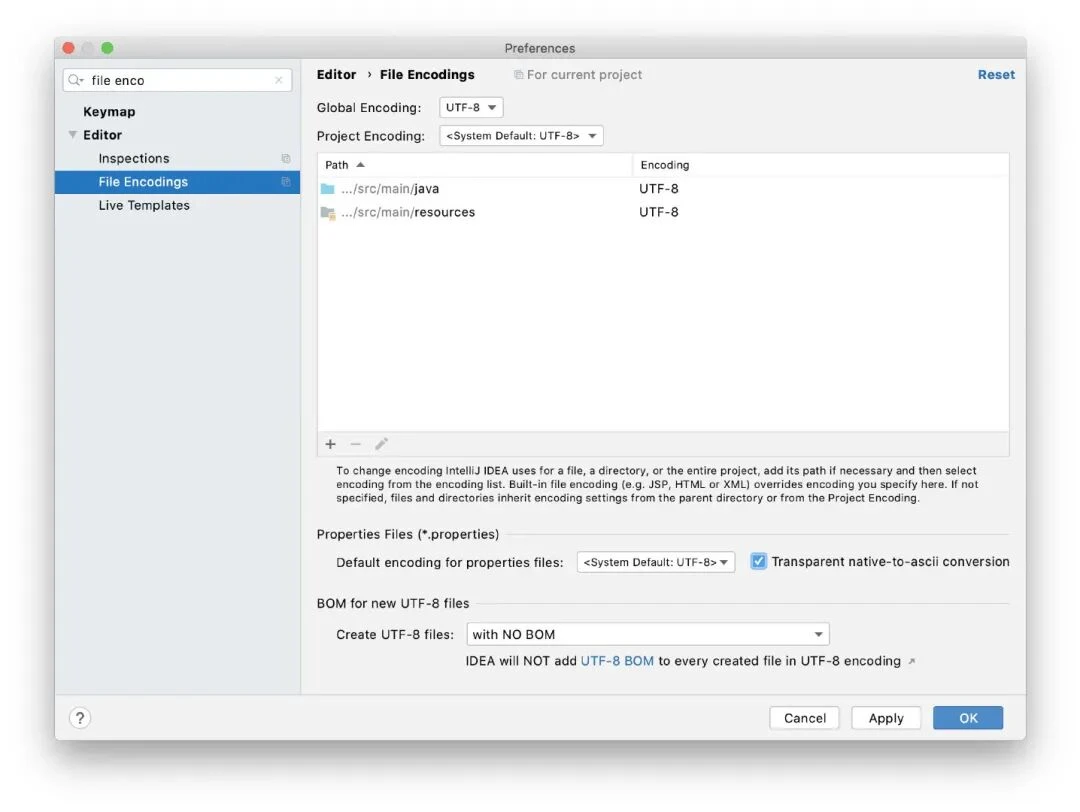 Preferences
file enco
Keymap
Editor
Inspections
File Encodings
Live Templates
Editor › File Encodings For current project Reset
Global Encoding: UTF-8
Project Encoding: <System Default: UTF-8>
Path Encoding
.../src/main/java UTF-8
.../src/main/resources UTF-8
To change encoding IntelliJ IDEA uses for a file, a directory, or the entire project, add its path if necessary and then select
encoding from the encoding list. Built-in file encoding (e.g. JSP, HTML or XML) overrides encoding you specify here. If not
specified, files and directories inherit encoding settings from the parent directory or from the Project Encoding.
Properties Files (*.properties)
Default encoding for properties files: <System Default: UTF-8> Transparent native-to-ascii conversion
BOM for new UTF-8 files
Create UTF-8 files: with NO BOM
IDEA will NOT add UTF-8 BOM to every created file in UTF-8 encoding ↗
? Cancel Apply OK